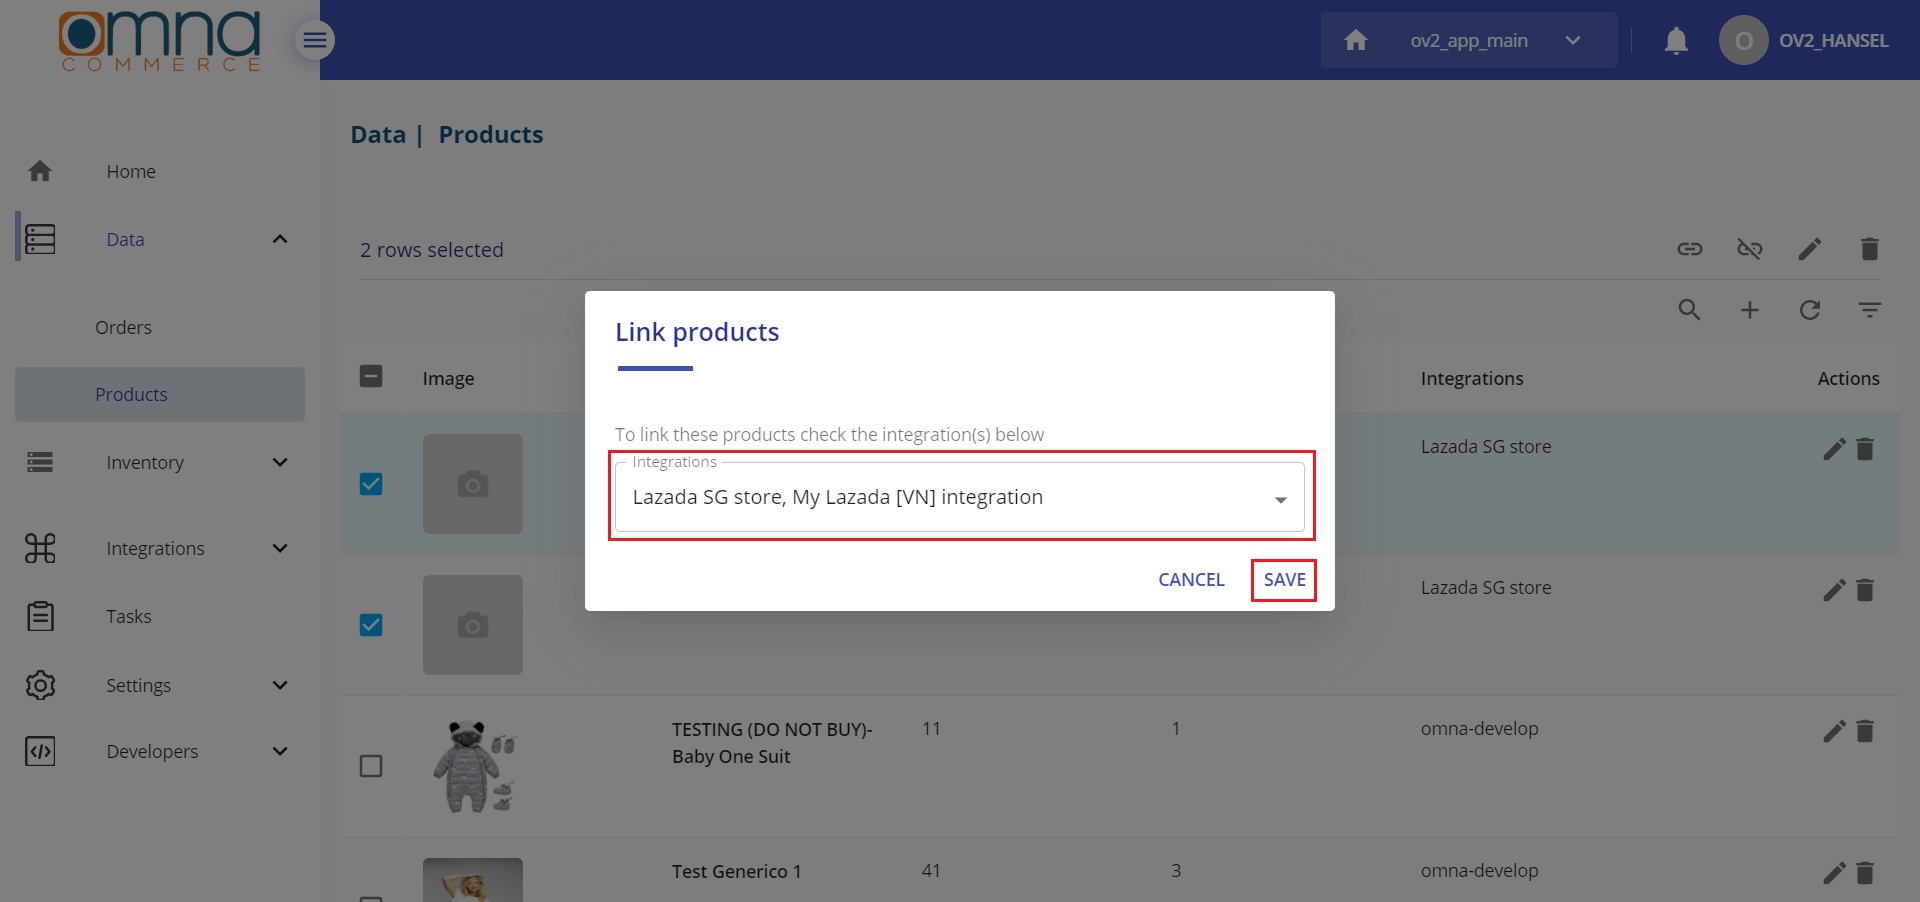 omna
COMMERCE
ov2_app_main
O
OV2_HANSEL
Home
Data
Orders
Products
Inventory
Integrations
Tasks
Settings
Developers
Data | Products
2 rows selected
Image
Integrations
Actions
Lazada SG store
Lazada SG store
Link products
To link these products check the integration(s) below
Integrations
Lazada SG store, My Lazada [VN] integration
CANCEL
SAVE
TESTING (DO NOT BUY)-
Baby One Suit
11
1
omna-develop
Test Generico 1
41
3
omna-develop